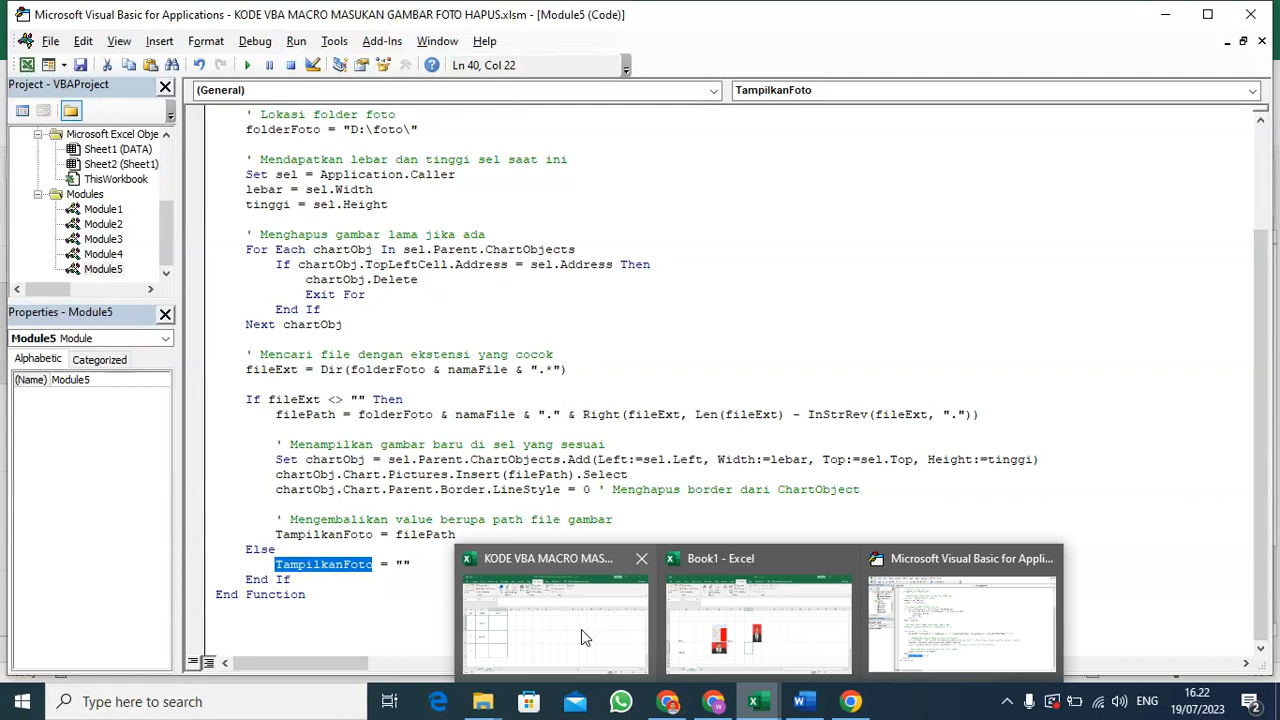 Microsoft Visual Basic for Applications - KODE VBA MACRO MASUKAN GAMBAR FOTO HAPUS.xlsm - [Module5 (Code)]
File Edit View Insert Format Debug Run Tools Add-Ins Window Help
Ln 40, Col 22
Project - VBAProject
(General)
TampilkanFoto
Microsoft Excel Obje
Sheet1 (DATA)
Sheet2 (Sheet1)
ThisWorkbook
Modules
Module1
Module2
Module3
Module4
Module5
Properties - Module5
Module5 Module
Alphabetic Categorized
(Name) Module5
' Lokasi folder foto
folderFoto = "D:\foto\"
' Mendapatkan lebar dan tinggi sel saat ini
Set sel = Application.Caller
lebar = sel.Width
tinggi = sel.Height
' Menghapus gambar lama jika ada
For Each chartObj In sel.Parent.ChartObjects
If chartObj.TopLeftCell.Address = sel.Address Then
chartObj.Delete
Exit For
End If
Next chartObj
' Mencari file dengan ekstensi yang cocok
fileExt = Dir(folderFoto & namaFile & ".*")
If fileExt <> "" Then
filePath = folderFoto & namaFile & "." & Right(fileExt, Len(fileExt) - InStrRev(fileExt, "."))
' Menampilkan gambar baru di sel yang sesuai
Set chartObj = sel.Parent.ChartObjects.Add(Left:=sel.Left, Width:=lebar, Top:=sel.Top, Height:=tinggi)
chartObj.Chart.Pictures.Insert(filePath).Select
chartObj.Chart.Parent.Border.LineStyle = 0 ' Menghapus border dari ChartObject
' Mengembalikan value berupa path file gambar
TampilkanFoto = filePath
Else
TampilkanFoto = ""
End If
End Function
KODE VBA MACRO MAS...
Book1 - Excel
Microsoft Visual Basic for Appli...
Type here to search
ENG
16.22
19/07/2023
2